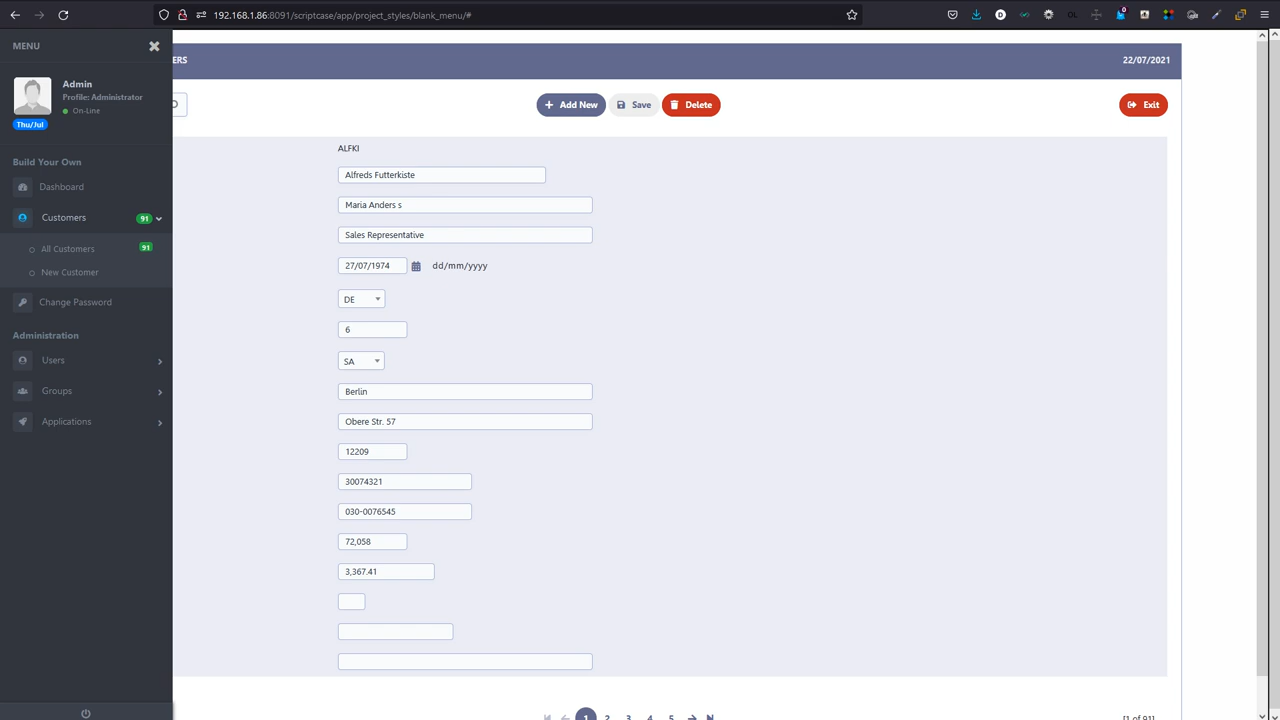 192.168.1.86:8091/scriptcase/app/project_styles/blank_menu/#
MENU
Admin
Profile: Administrator
On-Line
Thu/Jul
Build Your Own
Dashboard
Customers 91
All Customers 91
New Customer
Change Password
Administration
Users
Groups
Applications
ERS
22/07/2021
Add New
Save
Delete
Exit
ALFKI
Alfreds Futterkiste
Maria Anders s
Sales Representative
27/07/1974 dd/mm/yyyy
DE
6
SA
Berlin
Obere Str. 57
12209
30074321
030-0076545
72,058
3,367.41
1 2 3 4 5
[1 of 91]